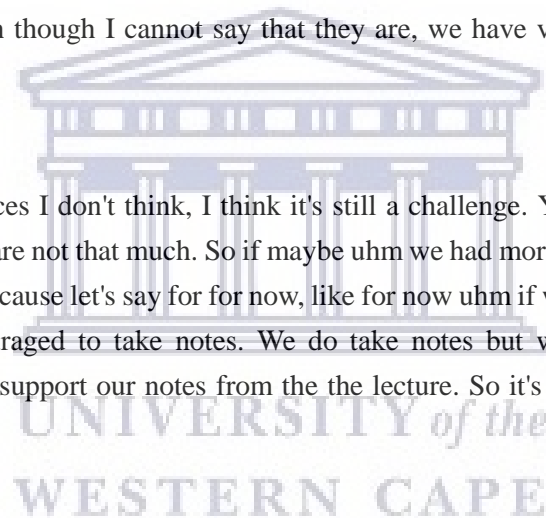 n though I cannot say that they are, we have v
ces I don't think, I think it's still a challenge. Y
are not that much. So if maybe uhm we had mor
cause let's say for for now, like for now uhm if w
raged to take notes. We do take notes but v
support our notes from the the lecture. So it's
UNIVERSITY of the
WESTERN CAPE